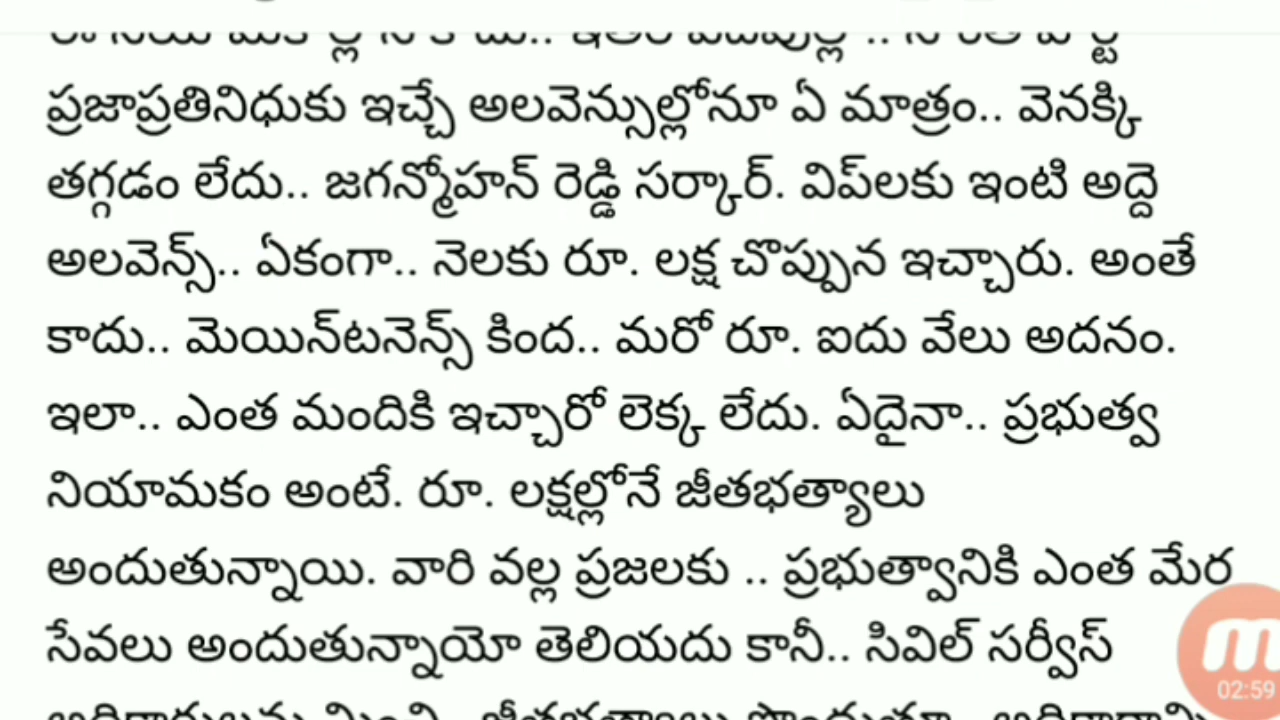 ప్రజాప్రతినిధుకు ఇచ్చే అలవెన్సుల్లోనూ ఏ మాత్రం.. వెనక్కి
తగ్గడం లేదు.. జగన్మోహన్ రెడ్డి సర్కార్. విప్‌లకు ఇంటి అద్దె
అలవెన్స్.. ఏకంగా.. నెలకు రూ. లక్ష చొప్పున ఇచ్చారు. అంతే
కాదు.. మెయిన్‌టనెన్స్ కింద.. మరో రూ. ఐదు వేలు అదనం.
ఇలా.. ఎంత మందికి ఇచ్చారో లెక్క లేదు. ఏదైనా.. ప్రభుత్వ
నియామకం అంటే. రూ. లక్షల్లోనే జీతభత్యాలు
అందుతున్నాయి. వారి వల్ల ప్రజలకు .. ప్రభుత్వానికి ఎంత మేర
సేవలు అందుతున్నాయో తెలియదు కానీ.. సివిల్ సర్వీస్
02:59